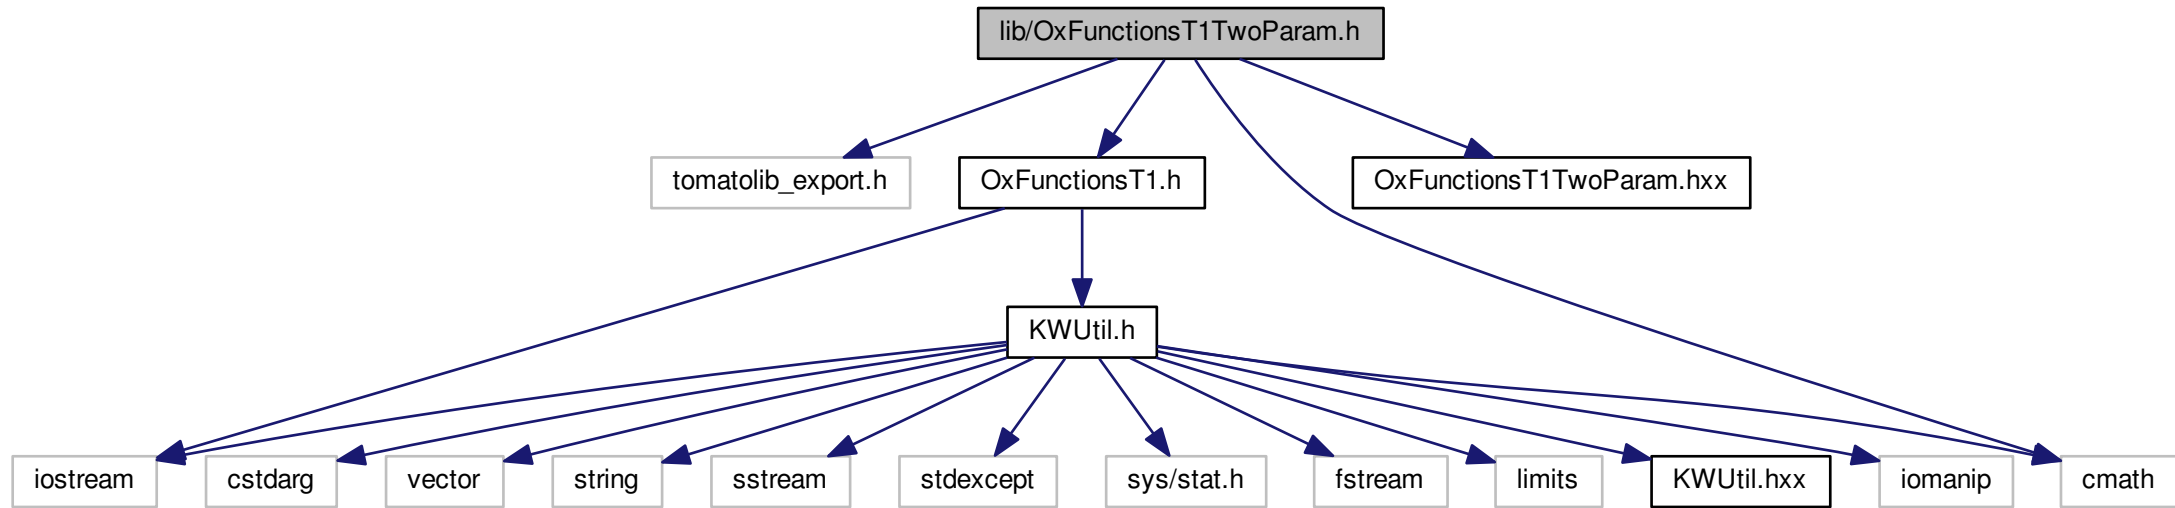 lib/OxFunctionsT1TwoParam.h
tomatolib_export.h
OxFunctionsT1.h
OxFunctionsT1TwoParam.hxx
KWUtil.h
iostream
cstdarg
vector
string
sstream
stdexcept
sys/stat.h
fstream
limits
KWUtil.hxx
iomanip
cmath